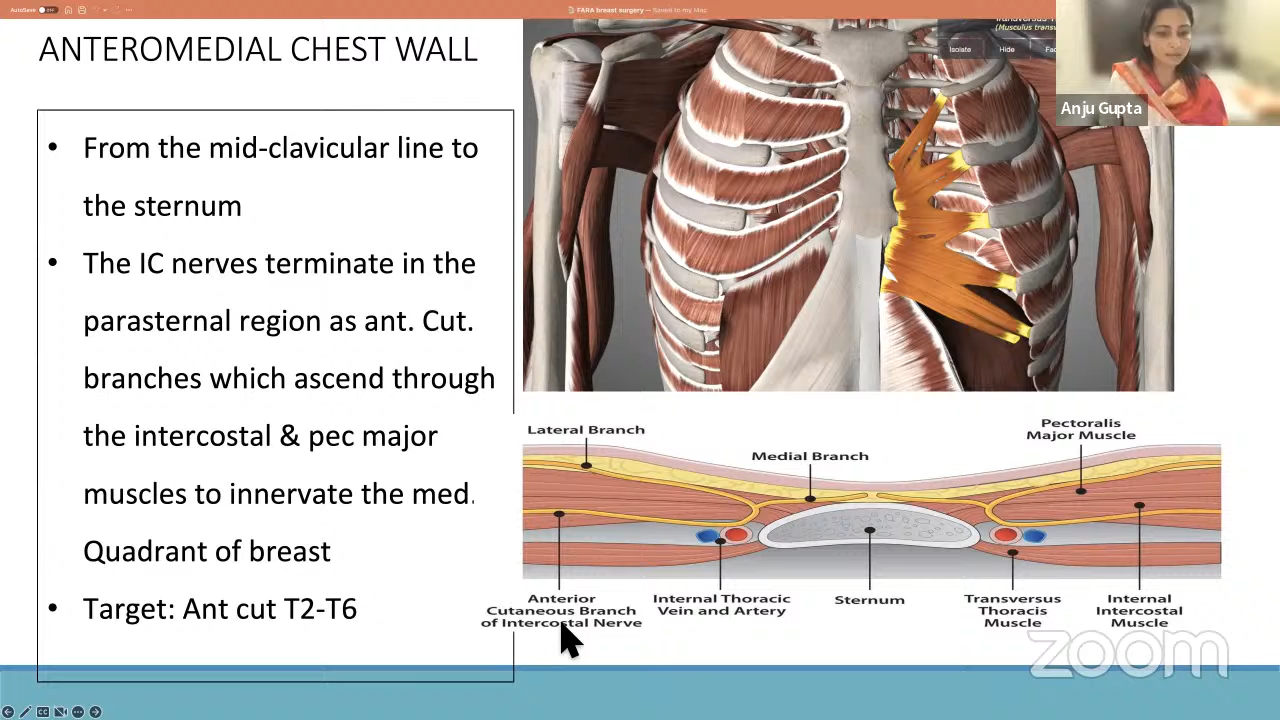 AutoSave OFF
FARA breast surgery — Saved to my Mac
ANTEROMEDIAL CHEST WALL
• From the mid-clavicular line to
the sternum
• The IC nerves terminate in the
parasternal region as ant. Cut.
branches which ascend through
the intercostal & pec major
muscles to innervate the med.
Quadrant of breast
• Target: Ant cut T2-T6
Isolate
Hide
Anju Gupta
Lateral Branch
Medial Branch
Pectoralis
Major Muscle
Anterior
Cutaneous Branch
of Intercostal Nerve
Internal Thoracic
Vein and Artery
Sternum
Transversus
Thoracis
Muscle
Internal
Intercostal
Muscle
zoom
CC